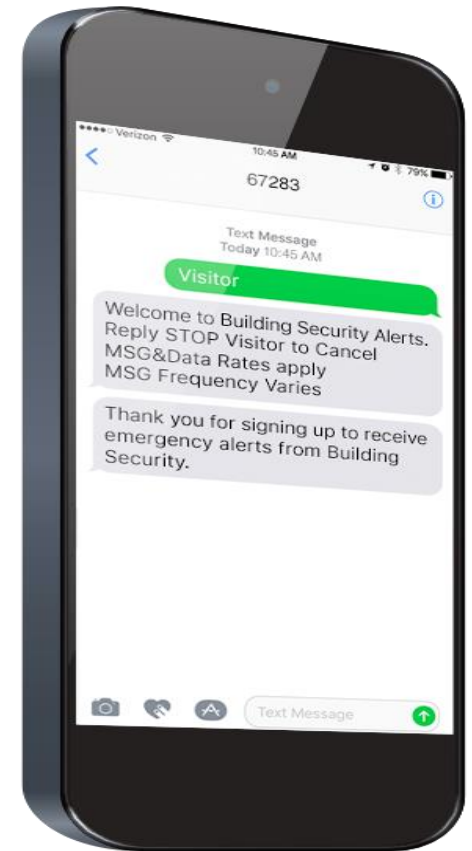 Verizon
10:45 AM
79%
67283
Text Message
Today 10:45 AM
Visitor
Welcome to Building Security Alerts.
Reply STOP Visitor to Cancel
MSG&Data Rates apply
MSG Frequency Varies
Thank you for signing up to receive
emergency alerts from Building
Security.
Text Message